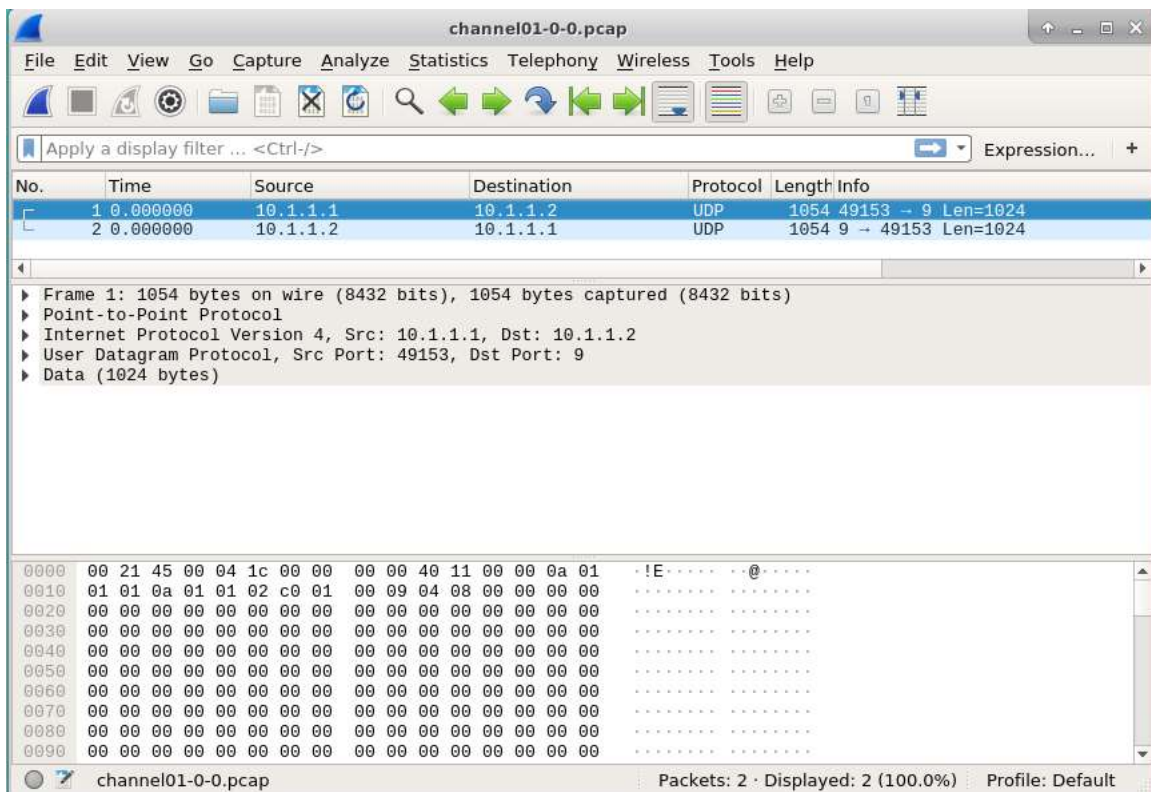 channel01-0-0.pcap
File Edit View Go Capture Analyze Statistics Telephony Wireless Tools Help
Apply a display filter ... <Ctrl-/> Expression... +
No. Time Source Destination Protocol Length Info
1 0.000000 10.1.1.1 10.1.1.2 UDP 1054 49153 → 9 Len=1024
2 0.000000 10.1.1.2 10.1.1.1 UDP 1054 9 → 49153 Len=1024
Frame 1: 1054 bytes on wire (8432 bits), 1054 bytes captured (8432 bits)
Point-to-Point Protocol
Internet Protocol Version 4, Src: 10.1.1.1, Dst: 10.1.1.2
User Datagram Protocol, Src Port: 49153, Dst Port: 9
Data (1024 bytes)
0000 00 21 45 00 04 1c 00 00 00 00 40 11 00 00 0a 01 ·!E····· ··@·····
0010 01 01 0a 01 01 02 c0 01 00 09 04 08 00 00 00 00 ········ ········
0020 00 00 00 00 00 00 00 00 00 00 00 00 00 00 00 00 ········ ········
0030 00 00 00 00 00 00 00 00 00 00 00 00 00 00 00 00 ········ ········
0040 00 00 00 00 00 00 00 00 00 00 00 00 00 00 00 00 ········ ········
0050 00 00 00 00 00 00 00 00 00 00 00 00 00 00 00 00 ········ ········
0060 00 00 00 00 00 00 00 00 00 00 00 00 00 00 00 00 ········ ········
0070 00 00 00 00 00 00 00 00 00 00 00 00 00 00 00 00 ········ ········
0080 00 00 00 00 00 00 00 00 00 00 00 00 00 00 00 00 ········ ········
0090 00 00 00 00 00 00 00 00 00 00 00 00 00 00 00 00 ········ ········
channel01-0-0.pcap Packets: 2 · Displayed: 2 (100.0%) Profile: Default